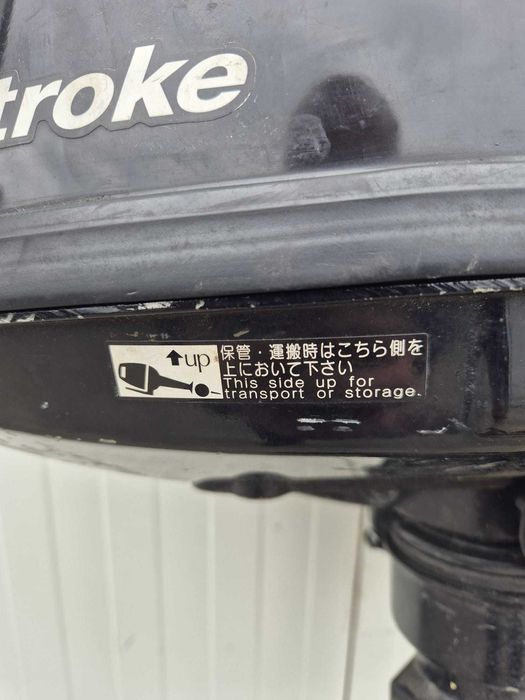 troke
up
保管・運搬時はこちら側を
上において下さい
This side up for
transport or storage.